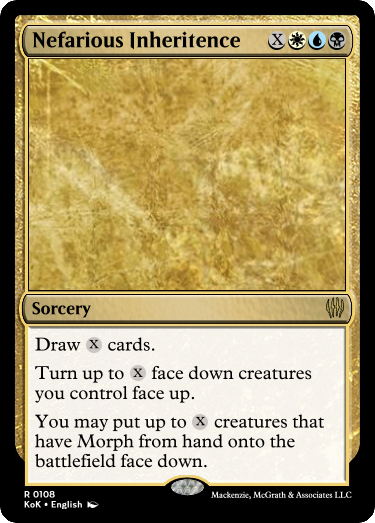 Nefarious Inheritence X
Sorcery
Draw X cards.
Turn up to X face down creatures
you control face up.
You may put up to X creatures that
have Morph from hand onto the
battlefield face down.
R 0108
KoK • English
Mackenzie, McGrath & Associates LLC